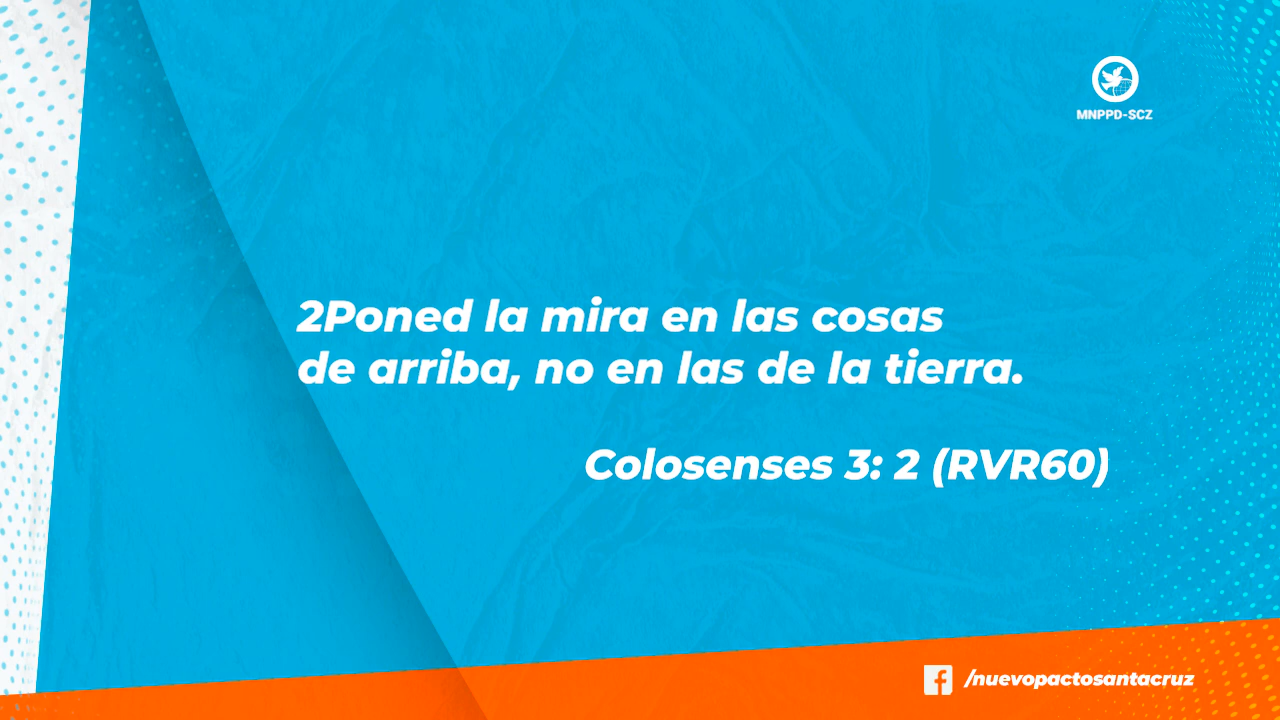 MNPPD-SCZ
2Poned la mira en las cosas
de arriba, no en las de la tierra.
Colosenses 3: 2 (RVR60)
/nuevopactosantacruz